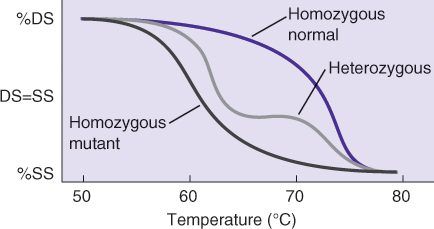 %DS
Homozygous
normal
Heterozygous
DS=SS
Homozygous
mutant
%SS
50 60 70 80
Temperature (°C)